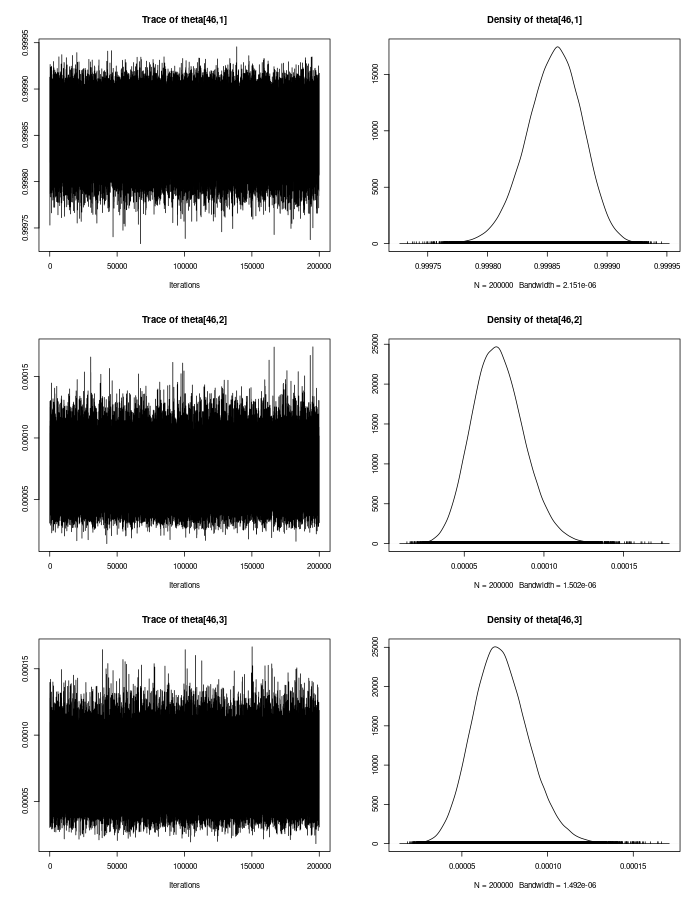 Trace of theta[46,1]
0.99975 0.99980 0.99985 0.99990 0.99995
0 50000 100000 150000 200000
Iterations
Density of theta[46,1]
0 5000 10000 15000
0.99975 0.99980 0.99985 0.99990 0.99995
N = 200000 Bandwidth = 2.151e-06
Trace of theta[46,2]
0.00005 0.00010 0.00015
0 50000 100000 150000 200000
Iterations
Density of theta[46,2]
0 5000 10000 15000 20000 25000
0.00005 0.00010 0.00015
N = 200000 Bandwidth = 1.502e-06
Trace of theta[46,3]
0.00005 0.00010 0.00015
0 50000 100000 150000 200000
Iterations
Density of theta[46,3]
0 5000 10000 15000 20000 25000
0.00005 0.00010 0.00015
N = 200000 Bandwidth = 1.492e-06